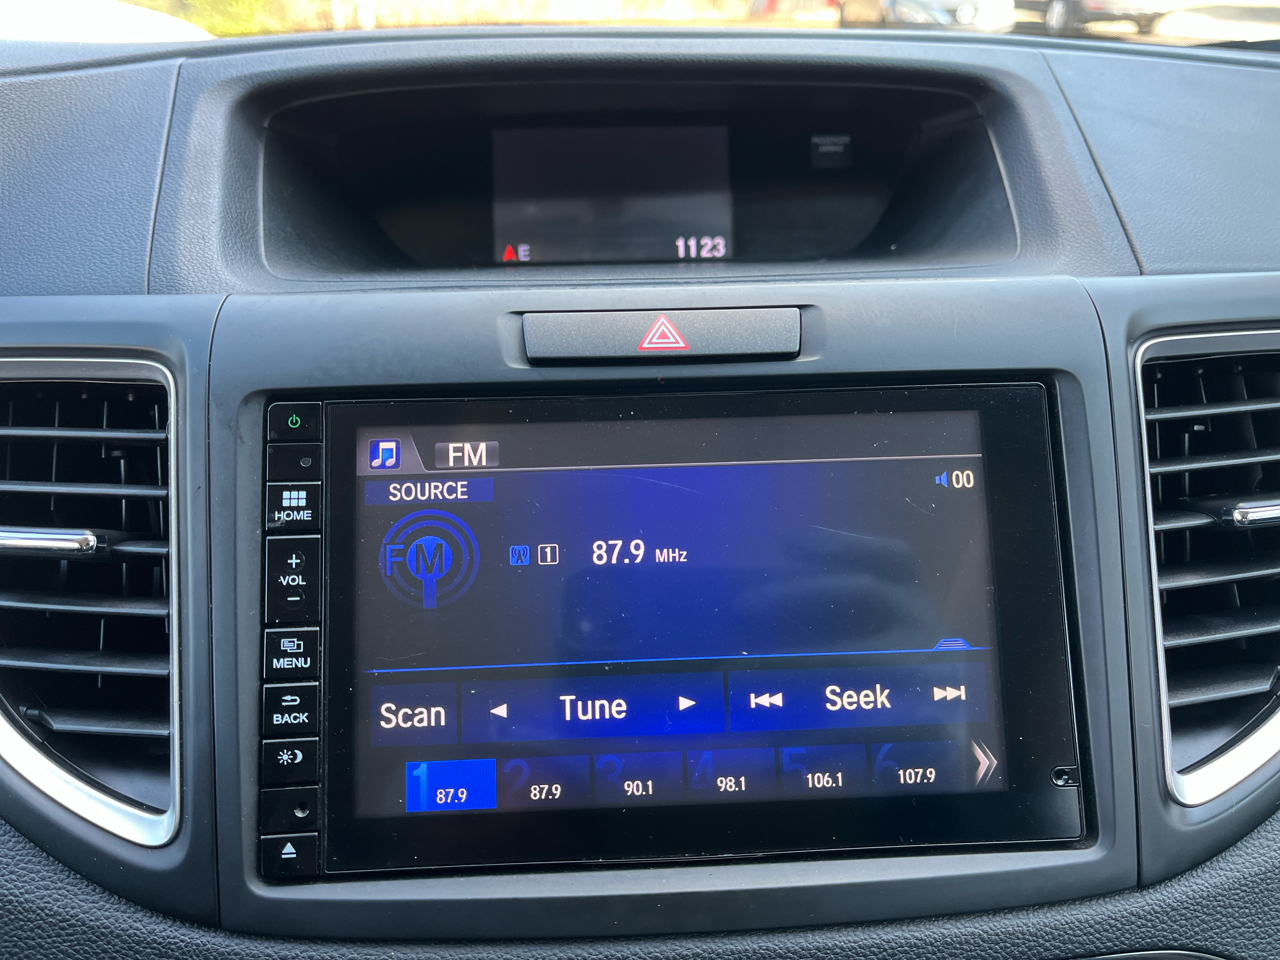 E 1123
FM
SOURCE
00
HOME
FM
1 87.9 MHz
+
VOL
−
MENU
Scan Tune Seek
BACK
1 87.9
2 87.9
3 90.1
4 98.1
5 106.1
6 107.9